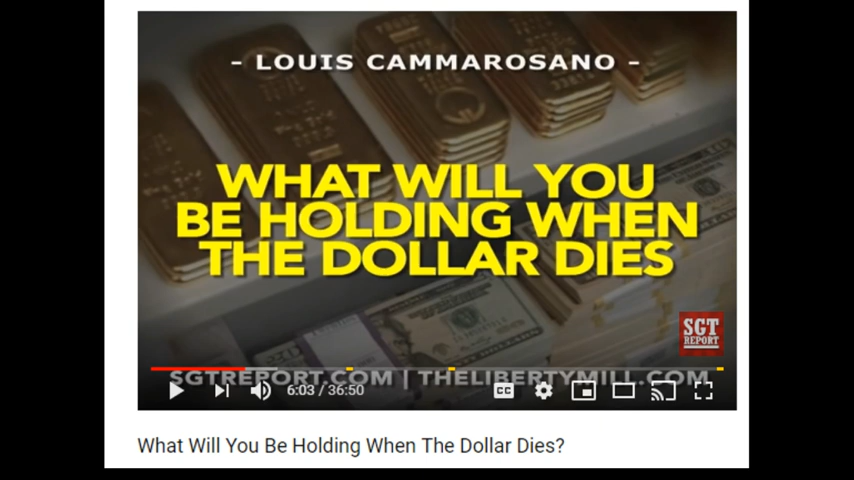 - LOUIS CAMMAROSANO -
WHAT WILL YOU
BE HOLDING WHEN
THE DOLLAR DIES
SGT
REPORT
SGTREPORT.COM | THELIBERTYMILL.COM
CC
6:03 / 36:50
What Will You Be Holding When The Dollar Dies?